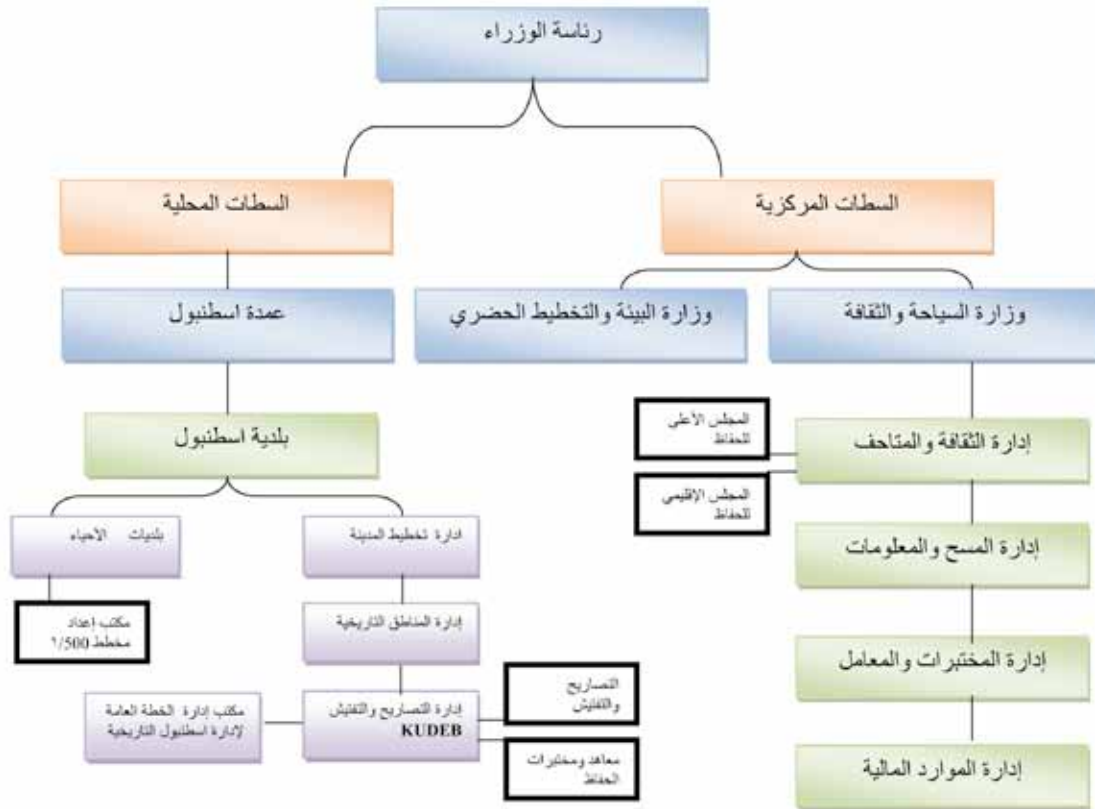 رئاسة الوزراء
السطات المركزية
السطات المحلية
وزارة السياحة والثقافة
وزارة البيئة والتخطيط الحضري
عمدة اسطنبول
المجلس الأعلى
للحفاظ
إدارة الثقافة والمتاحف
بلدية اسطنبول
المجلس الإقليمي
للحفاظ
ادارة تخطيط المدينة
بلديات الأحياء
إدارة المسح والمعلومات
مكتب إعداد
مخطط 1/500
إدارة المناطق التاريخية
إدارة المختبرات والمعامل
التصاريح
والتفتيش
إدارة التصاريح والتفتيش
KUDEB
مكتب إدارة الخطة العامة
لإدارة اسطنبول التاريخية
معاهد ومختبرات
الحفاظ
إدارة الموارد المالية